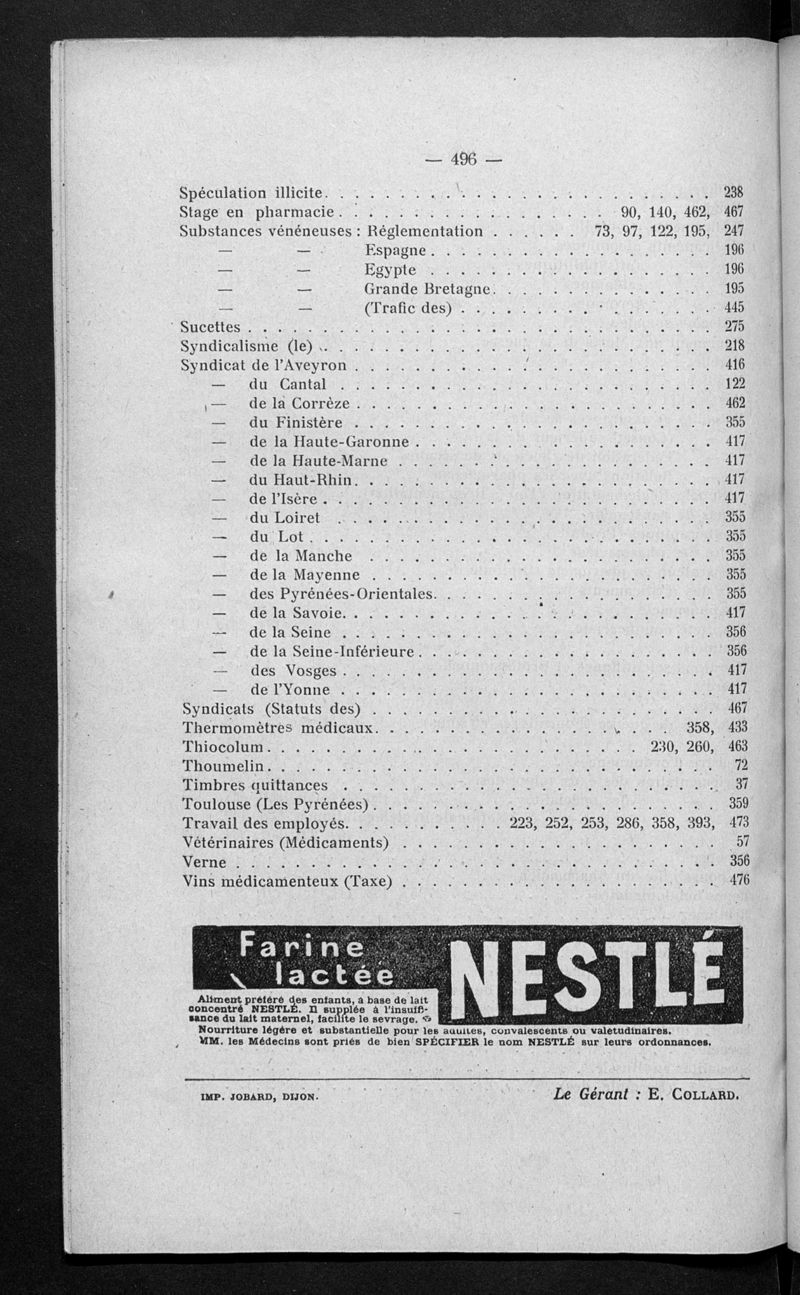 — 496 —
Spéculation illicite. . . . . . . . . . . . . . . . . . . . . . . . . . 238
Stage en pharmacie . . . . . . . . . . . . . . . . . . 90, 140, 462, 467
Substances vénéneuses : Réglementation . . . . . . 73, 97, 122, 195, 247
— — Espagne . . . . . . . . . . . . . . . . . . . 196
— — Egypte . . . . . . . . . . . . . . . . . . . 196
— — Grande Bretagne. . . . . . . . . . . . . . . 195
— — (Trafic des) . . . . . . . . . . . . . . . . . 445
Sucettes . . . . . . . . . . . . . . . . . . . . . . . . . . . . . . . 275
Syndicalisme (le) . . . . . . . . . . . . . . . . . . . . . . . . . . 218
Syndicat de l'Aveyron . . . . . . . . . . . . . . . . . . . . . . . . 416
— du Cantal . . . . . . . . . . . . . . . . . . . . . . . . . 122
— de la Corrèze . . . . . . . . . . . . . . . . . . . . . . . . 462
— du Finistère . . . . . . . . . . . . . . . . . . . . . . . . 355
— de la Haute-Garonne . . . . . . . . . . . . . . . . . . . . 417
— de la Haute-Marne . . . . . . . . . . . . . . . . . . . . . 417
— du Haut-Rhin. . . . . . . . . . . . . . . . . . . . . . . . 417
— de l'Isère . . . . . . . . . . . . . . . . . . . . . . . . . . 417
— du Loiret . . . . . . . . . . . . . . . . . . . . . . . . . 355
— du Lot . . . . . . . . . . . . . . . . . . . . . . . . . . . 355
— de la Manche . . . . . . . . . . . . . . . . . . . . . . . 355
— de la Mayenne . . . . . . . . . . . . . . . . . . . . . . . 355
— des Pyrénées-Orientales. . . . . . . . . . . . . . . . . . . 355
— de la Savoie. . . . . . . . . . . . . . . . . . . . . . . . . 417
— de la Seine . . . . . . . . . . . . . . . . . . . . . . . . . 356
— de la Seine-Inférieure . . . . . . . . . . . . . . . . . . . . 356
— des Vosges . . . . . . . . . . . . . . . . . . . . . . . . . 417
— de l'Yonne . . . . . . . . . . . . . . . . . . . . . . . . . 417
Syndicats (Statuts des) . . . . . . . . . . . . . . . . . . . . . . . 467
Thermomètres médicaux. . . . . . . . . . . . . . . . . . . . 358, 433
Thiocolum . . . . . . . . . . . . . . . . . . . . . . . . . 230, 260, 463
Thoumelin . . . . . . . . . . . . . . . . . . . . . . . . . . . . . . 72
Timbres quittances . . . . . . . . . . . . . . . . . . . . . . . . . 37
Toulouse (Les Pyrénées) . . . . . . . . . . . . . . . . . . . . . . . 359
Travail des employés. . . . . . . . . . . 223, 252, 253, 286, 358, 393, 473
Vétérinaires (Médicaments) . . . . . . . . . . . . . . . . . . . . . 57
Verne . . . . . . . . . . . . . . . . . . . . . . . . . . . . . . . . 356
Vins médicamenteux (Taxe) . . . . . . . . . . . . . . . . . . . . . 476
Farine
lactée
NESTLÉ
Aliment préféré des enfants, à base de lait
concentré NESTLÉ. Il supplée à l'insuffi-
sance du lait maternel, facilite le sevrage.
Nourriture légère et substantielle pour les adultes, convalescents ou valétudinaires.
MM. les Médecins sont priés de bien SPÉCIFIER le nom NESTLÉ sur leurs ordonnances.
IMP. JOBARD, DIJON.
Le Gérant : E. COLLARD.